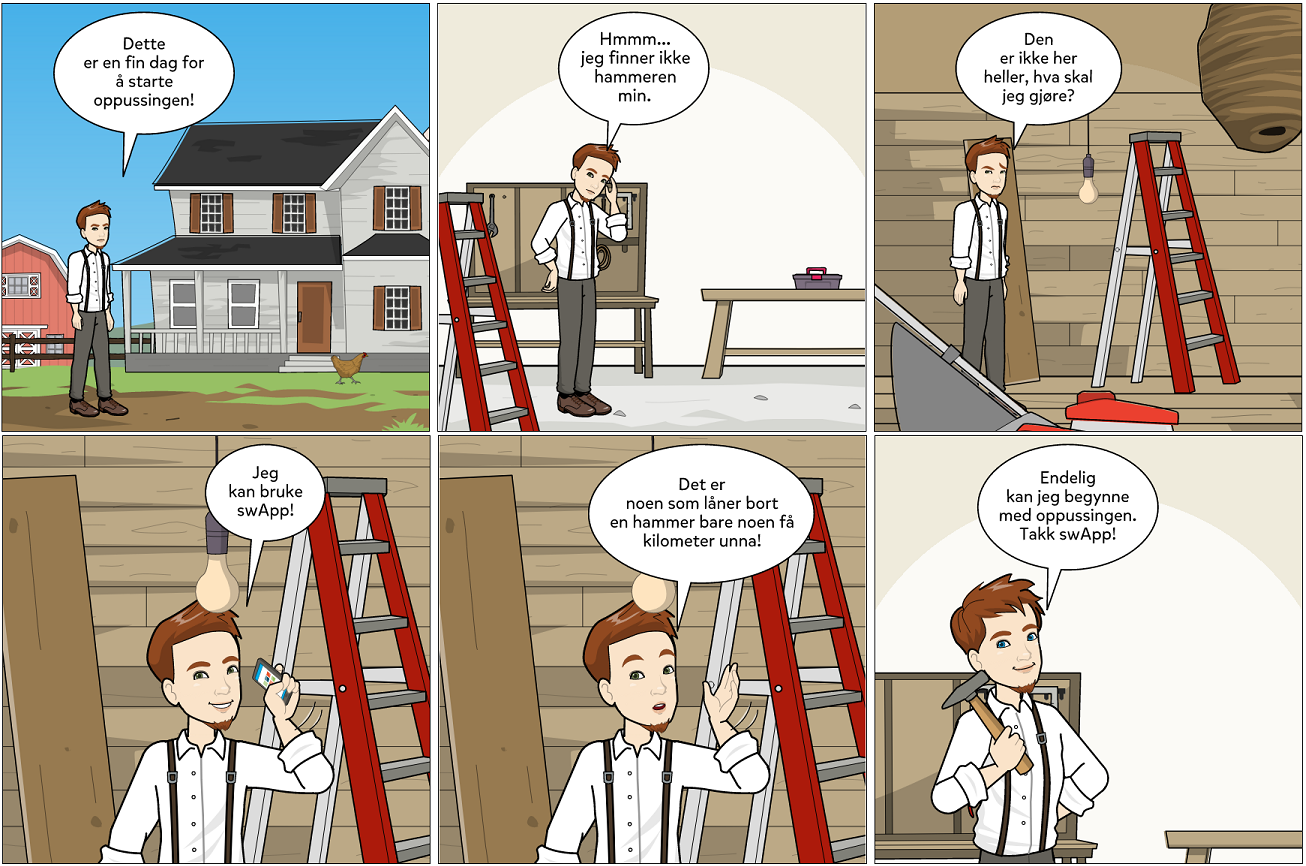 Dette
er en fin dag for
å starte
oppussingen!
Hmmm...
jeg finner ikke
hammeren
min.
Den
er ikke her
heller, hva skal
jeg gjøre?
Jeg
kan bruke
swApp!
Det er
noen som låner bort
en hammer bare noen få
kilometer unna!
Endelig
kan jeg begynne
med oppussingen.
Takk swApp!